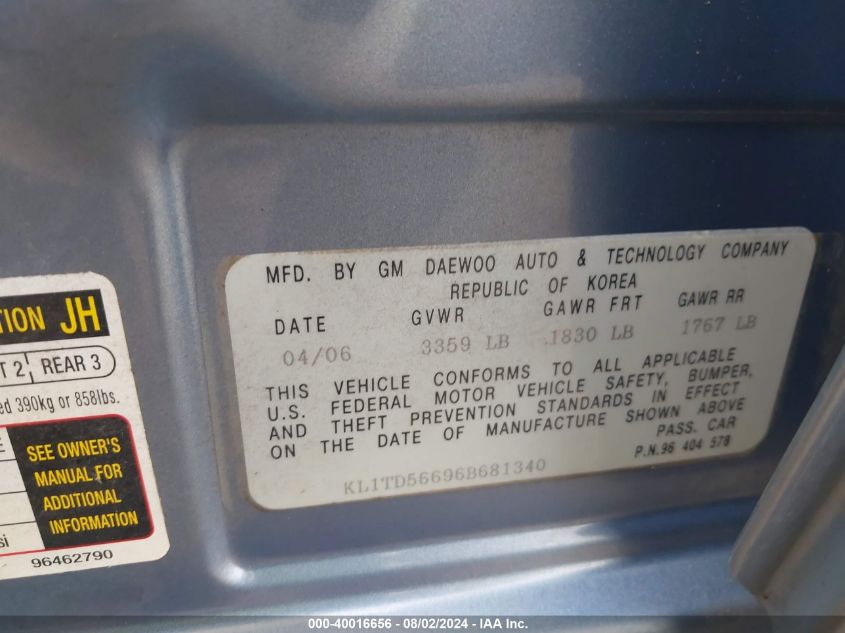 MFD. BY GM DAEWOO AUTO & TECHNOLOGY COMPANY
REPUBLIC OF KOREA
DATE GVWR GAWR FRT GAWR RR
04/06 3359 LB 1830 LB 1767 LB
THIS VEHICLE CONFORMS TO ALL APPLICABLE
U.S. FEDERAL MOTOR VEHICLE SAFETY, BUMPER,
AND THEFT PREVENTION STANDARDS IN EFFECT
ON THE DATE OF MANUFACTURE SHOWN ABOVE
PASS. CAR
P.N.96 404 578
KL1TD56696B681340
TION JH
T 2 REAR 3
ed 390kg or 858lbs.
E SEE OWNER'S
MANUAL FOR
ADDITIONAL
INFORMATION
si
96462790
000-40016656 - 08/02/2024 - IAA Inc.